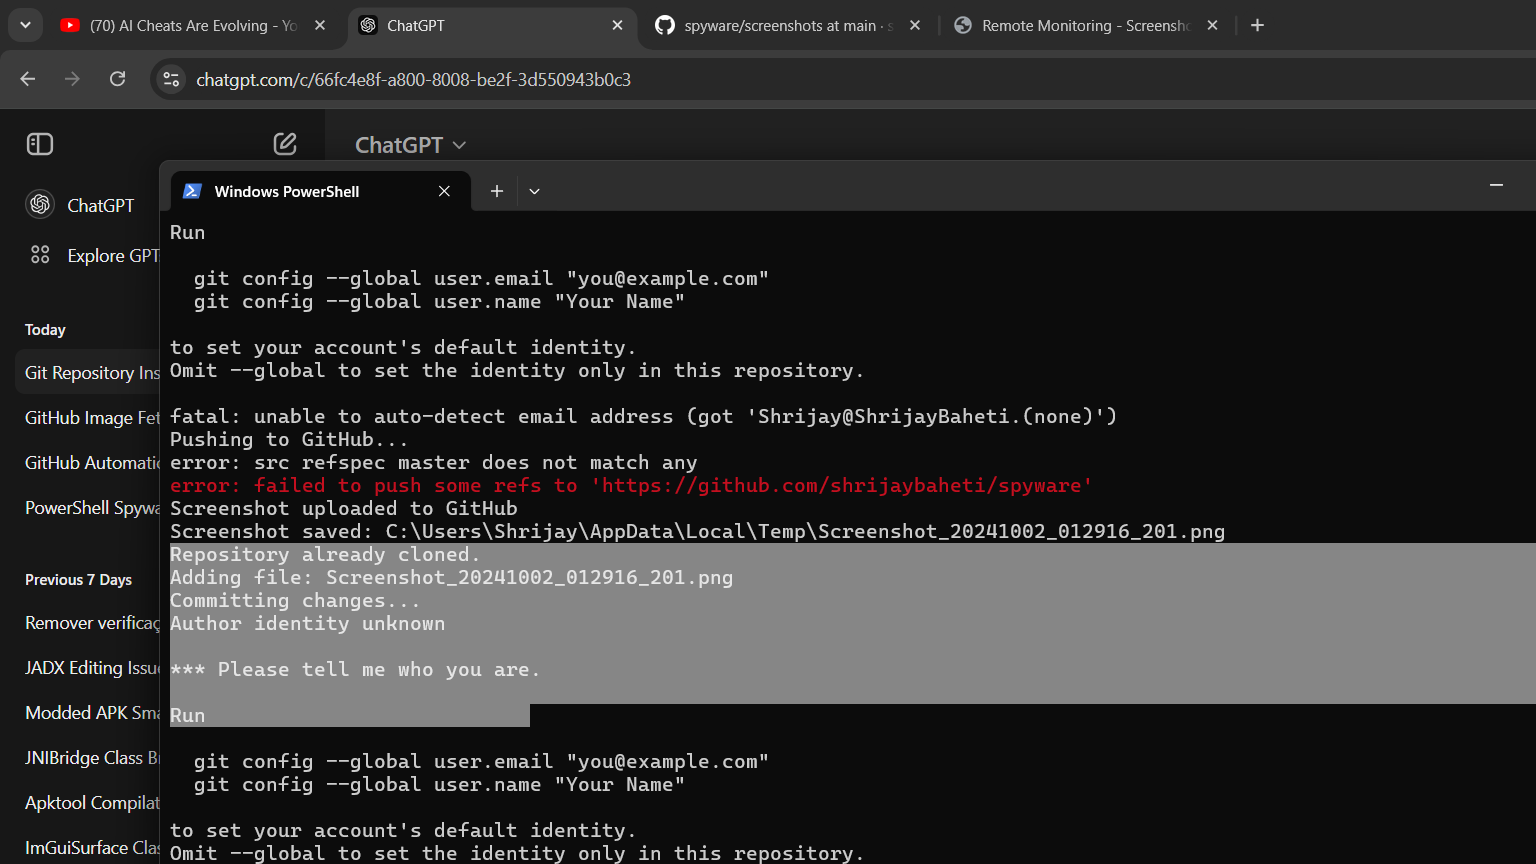 (70) AI Cheats Are Evolving - Yo
ChatGPT
spyware/screenshots at main · s
Remote Monitoring - Screensho
chatgpt.com/c/66fc4e8f-a800-8008-be2f-3d550943b0c3
ChatGPT
ChatGPT
Explore GPT
Today
Git Repository Ins
GitHub Image Fet
GitHub Automatic
PowerShell Spywa
Previous 7 Days
Remover verificaç
JADX Editing Issue
Modded APK Sma
JNIBridge Class Br
Apktool Compilat
ImGuiSurface Clas
Windows PowerShell
Run
git config --global user.email "you@example.com"
git config --global user.name "Your Name"
to set your account's default identity.
Omit --global to set the identity only in this repository.
fatal: unable to auto-detect email address (got 'Shrijay@ShrijayBaheti.(none)')
Pushing to GitHub...
error: src refspec master does not match any
error: failed to push some refs to 'https://github.com/shrijaybaheti/spyware'
Screenshot uploaded to GitHub
Screenshot saved: C:\Users\Shrijay\AppData\Local\Temp\Screenshot_20241002_012916_201.png
Repository already cloned.
Adding file: Screenshot_20241002_012916_201.png
Committing changes...
Author identity unknown
*** Please tell me who you are.
Run
git config --global user.email "you@example.com"
git config --global user.name "Your Name"
to set your account's default identity.
Omit --global to set the identity only in this repository.